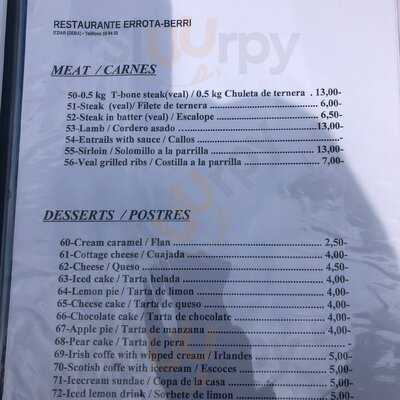 RESTAURANTE ERROTA-BERRI
MEAT / CARNES
50-0.5 kg T-bone steak(veal) / 0.5 kg Chuleta de ternera . 13,00-
51-Steak (veal)/ Filete de ternera ............ 6,00-
52-Steak in batter (veal) / Escalope ............ 6,50-
53-Lamb / Cordero asado ............ 13,00-
54-Entrails with sauce / Callos ............ -
55-Sirloin / Solomillo a la parrilla ............ 13,00-
56-Veal grilled ribs / Costilla a la parrilla ............ 7,00-
DESSERTS / POSTRES
60-Cream caramel / Flan ............ 2,50-
61-Cottage cheese / Cuajada ............ 4,00-
62-Cheese / Queso ............ 4,50-
63-Iced cake / Tarta helada ............ 4,00-
64-Lemon pie / Tarta de limon ............ 4,00-
65-Cheese cake / Tarta de queso ............ 4,00-
66-Chocolate cake / Tarta de chocolate ............ 4,00-
67-Apple pie / Tarta de manzana ............ 4,00-
68-Pear cake / Tarta de pera ............ -
69-Irish coffe with whipped cream / Irlandes ............ 5,00-
70-Scotish coffe with icecream / Escoces ............ 5,00-
71-Icecream sundae / Copa de la casa ............ 5,00-
72-Iced lemon drink / Sorbete de limon ............ 5,00-